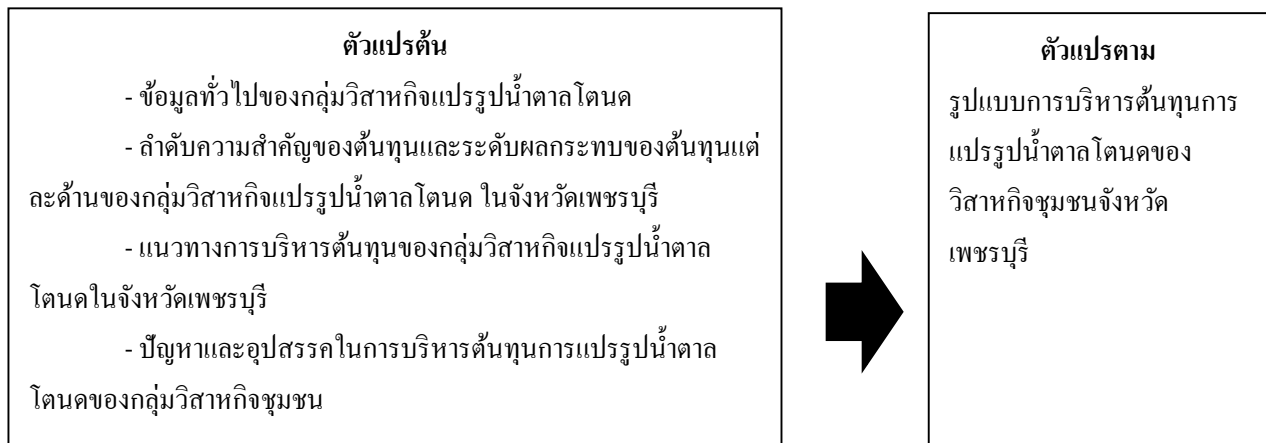 ตัวแปรต้น
- ข้อมูลทั่วไปของกลุ่มวิสาหกิจแปรรูปน้ำตาลโตนด
- ลำดับความสำคัญของต้นทุนและระดับผลกระทบของต้นทุนแต่
ละด้านของกลุ่มวิสาหกิจแปรรูปน้ำตาลโตนด ในจังหวัดเพชรบุรี
- แนวทางการบริหารต้นทุนของกลุ่มวิสาหกิจแปรรูปน้ำตาล
โตนดในจังหวัดเพชรบุรี
- ปัญหาและอุปสรรคในการบริหารต้นทุนการแปรรูปน้ำตาล
โตนดของกลุ่มวิสาหกิจชุมชน
ตัวแปรตาม
รูปแบบการบริหารต้นทุนการ
แปรรูปน้ำตาลโตนดของ
วิสาหกิจชุมชนจังหวัด
เพชรบุรี